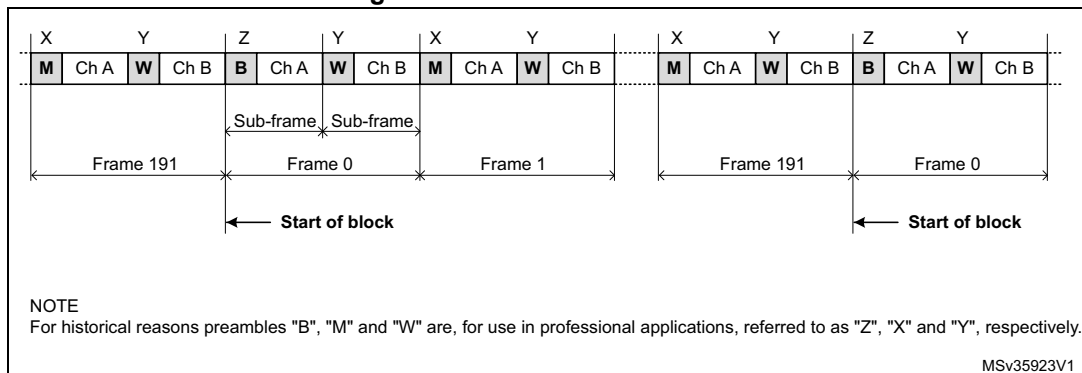 X Y Z Y X Y X Y Z Y
M Ch A W Ch B B Ch A W Ch B M Ch A W Ch B M Ch A W Ch B B Ch A W Ch B
Sub-frame Sub-frame
Frame 191 Frame 0 Frame 1 Frame 191 Frame 0
Start of block Start of block
NOTE
For historical reasons preambles "B", "M" and "W" are, for use in professional applications, referred to as "Z", "X" and "Y", respectively.
MSv35923V1